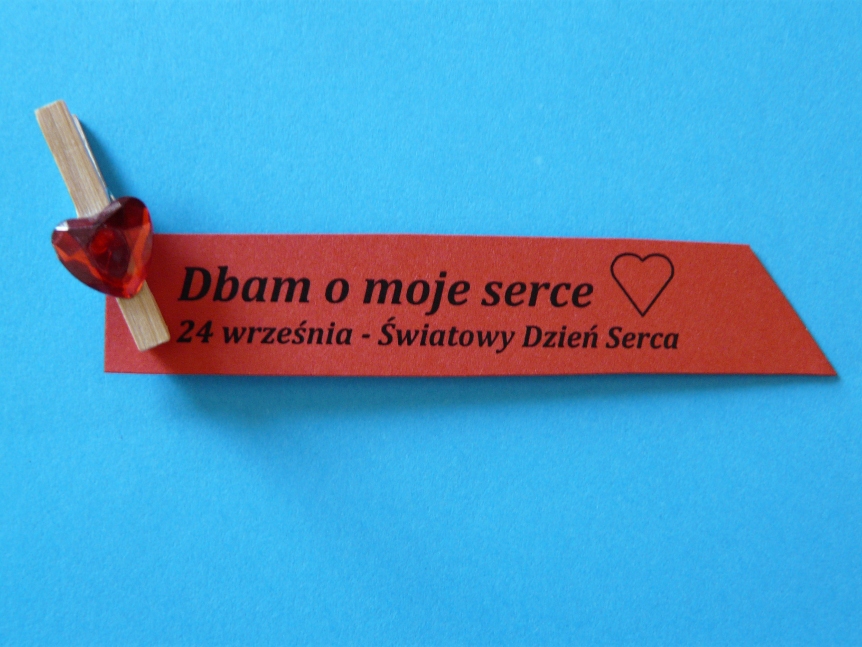 Dbam o moje serce
24 września - Światowy Dzień Serca